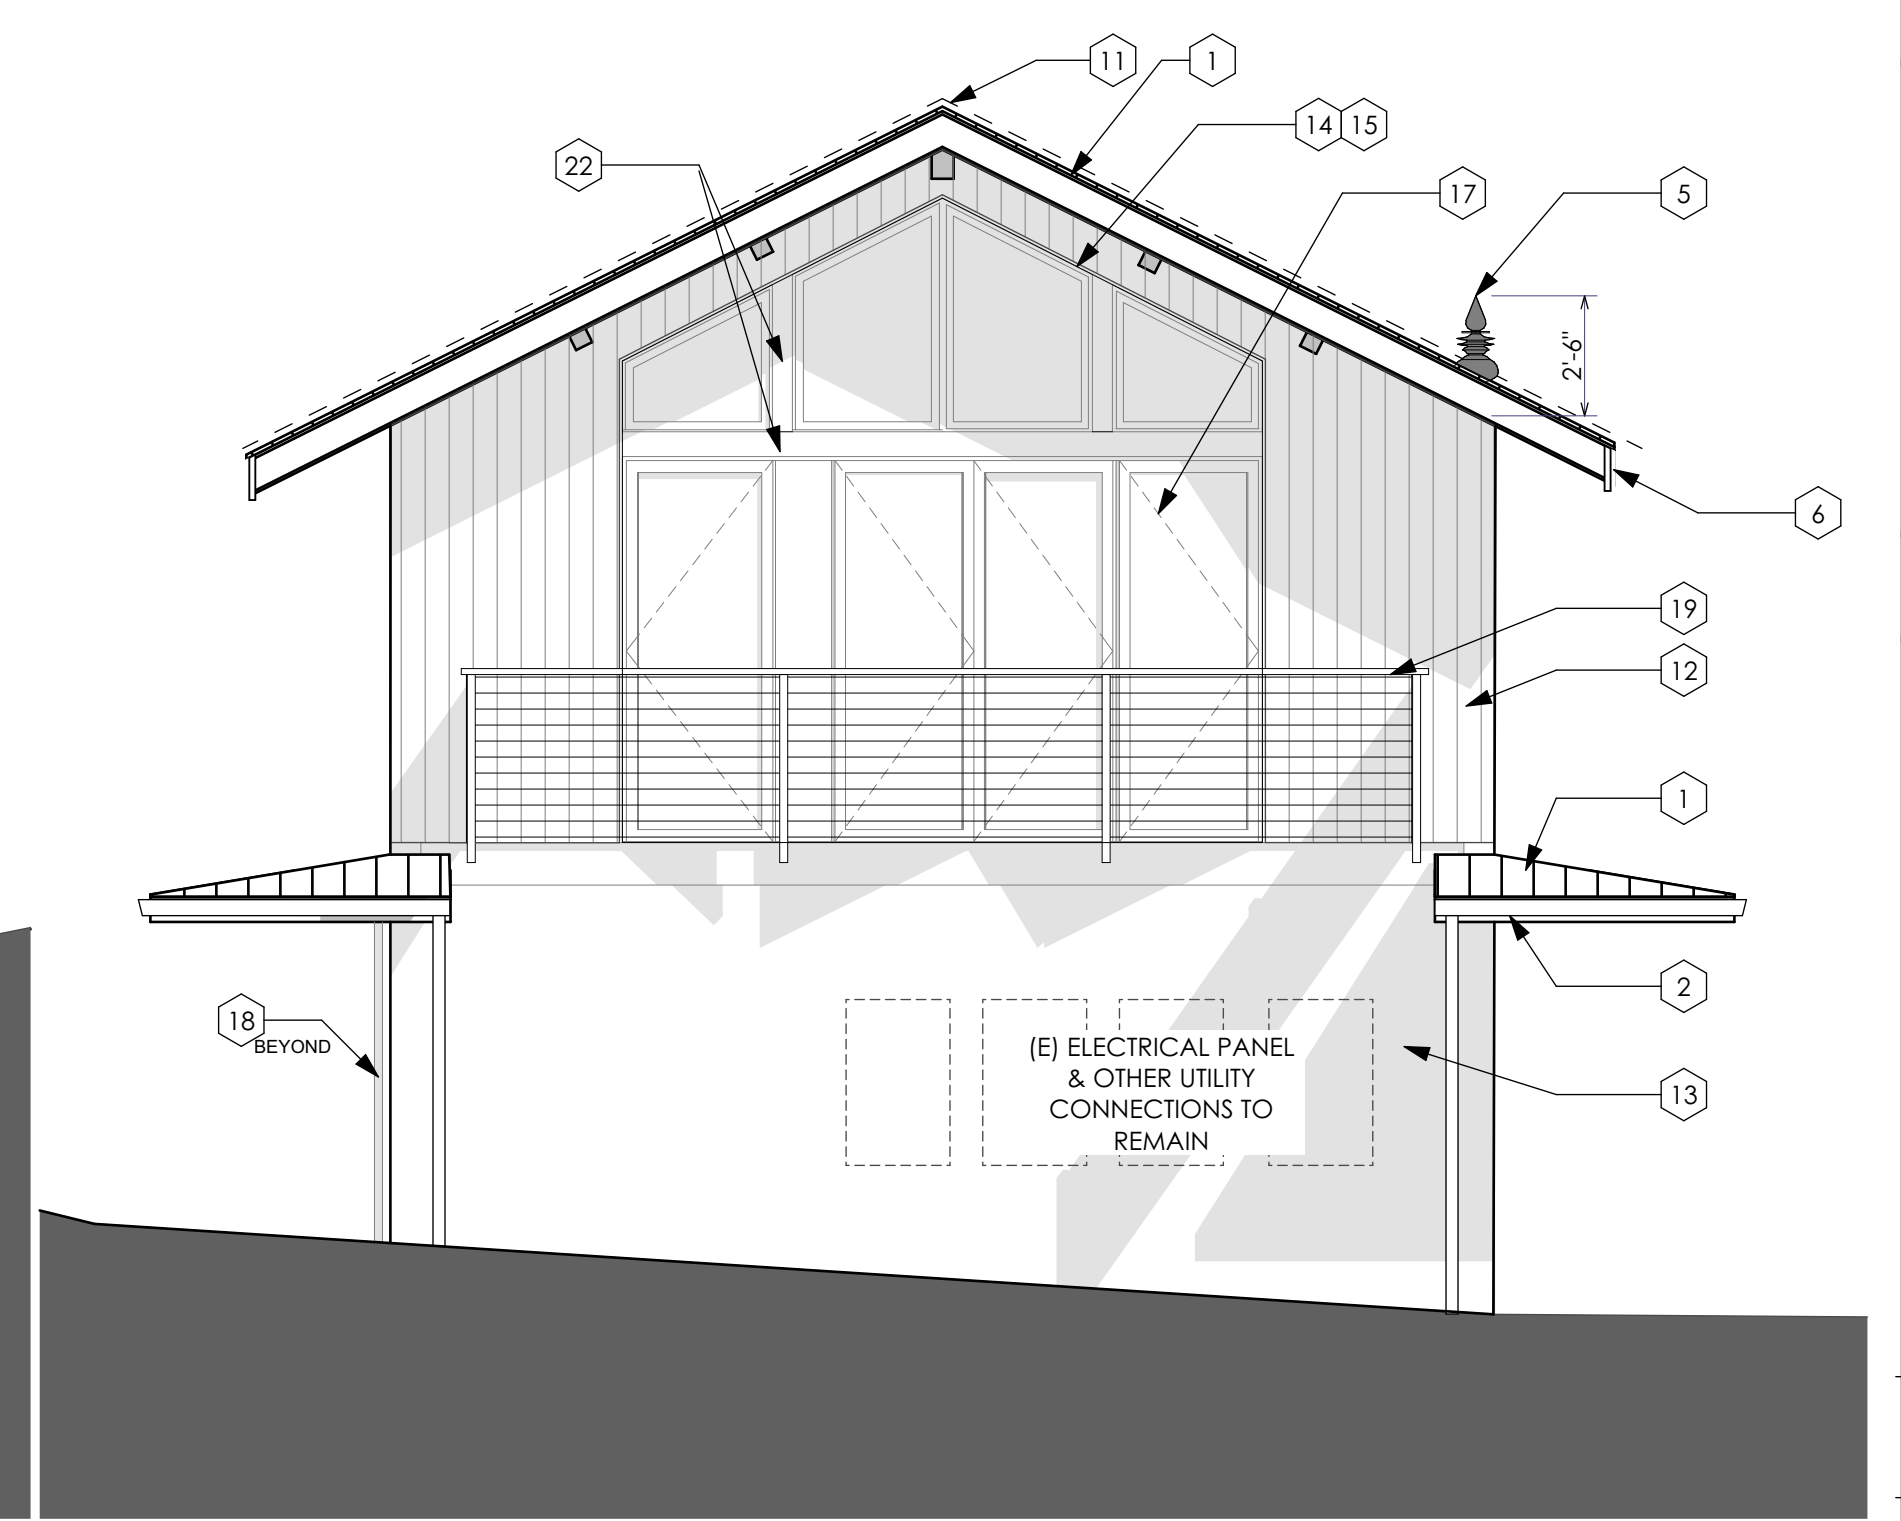 11
1
14 15
22
17
5
2'-6"
6
19
12
1
2
18
BEYOND
(E) ELECTRICAL PANEL
& OTHER UTILITY
CONNECTIONS TO
REMAIN
13